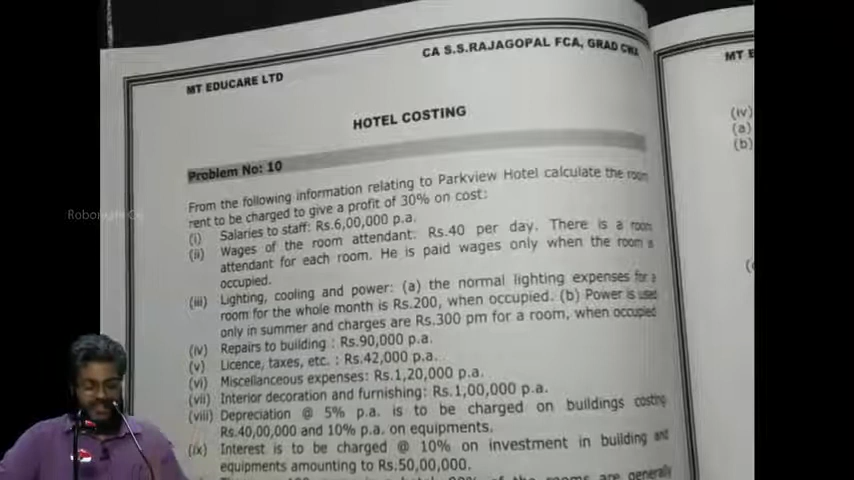 MT EDUCARE LTD
CA S.S.RAJAGOPAL FCA, GRAD CWA
MT E
HOTEL COSTING
Problem No: 10
From the following information relating to Parkview Hotel calculate the room
rent to be charged to give a profit of 30% on cost:
(i) Salaries to staff: Rs.6,00,000 p.a.
(ii) Wages of the room attendant: Rs.40 per day. There is a room
attendant for each room. He is paid wages only when the room is
occupied.
(iii) Lighting, cooling and power: (a) the normal lighting expenses for a
room for the whole month is Rs.200, when occupied. (b) Power is used
only in summer and charges are Rs.300 pm for a room, when occupied
(iv) Repairs to building : Rs.90,000 p.a.
(v) Licence, taxes, etc. : Rs.42,000 p.a.
(vi) Miscellaneous expenses: Rs.1,20,000 p.a.
(vii) Interior decoration and furnishing: Rs.1,00,000 p.a.
(viii) Depreciation @ 5% p.a. is to be charged on buildings costing
Rs.40,00,000 and 10% p.a. on equipments.
(ix) Interest is to be charged @ 10% on investment in building and
equipments amounting to Rs.50,00,000.
of the rooms are generally
(iv)
(a)
(b)